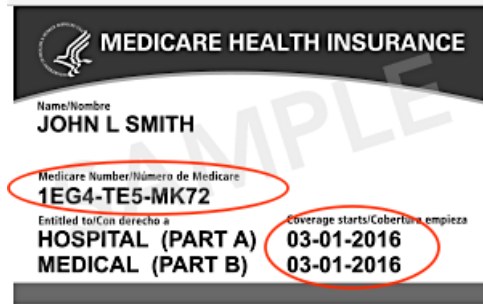 MEDICARE HEALTH INSURANCE
SAMPLE
Name/Nombre
JOHN L SMITH
Medicare Number/Número de Medicare
1EG4-TE5-MK72
Entitled to/Con derecho a Coverage starts/Cobertura empieza
HOSPITAL (PART A) 03-01-2016
MEDICAL (PART B) 03-01-2016